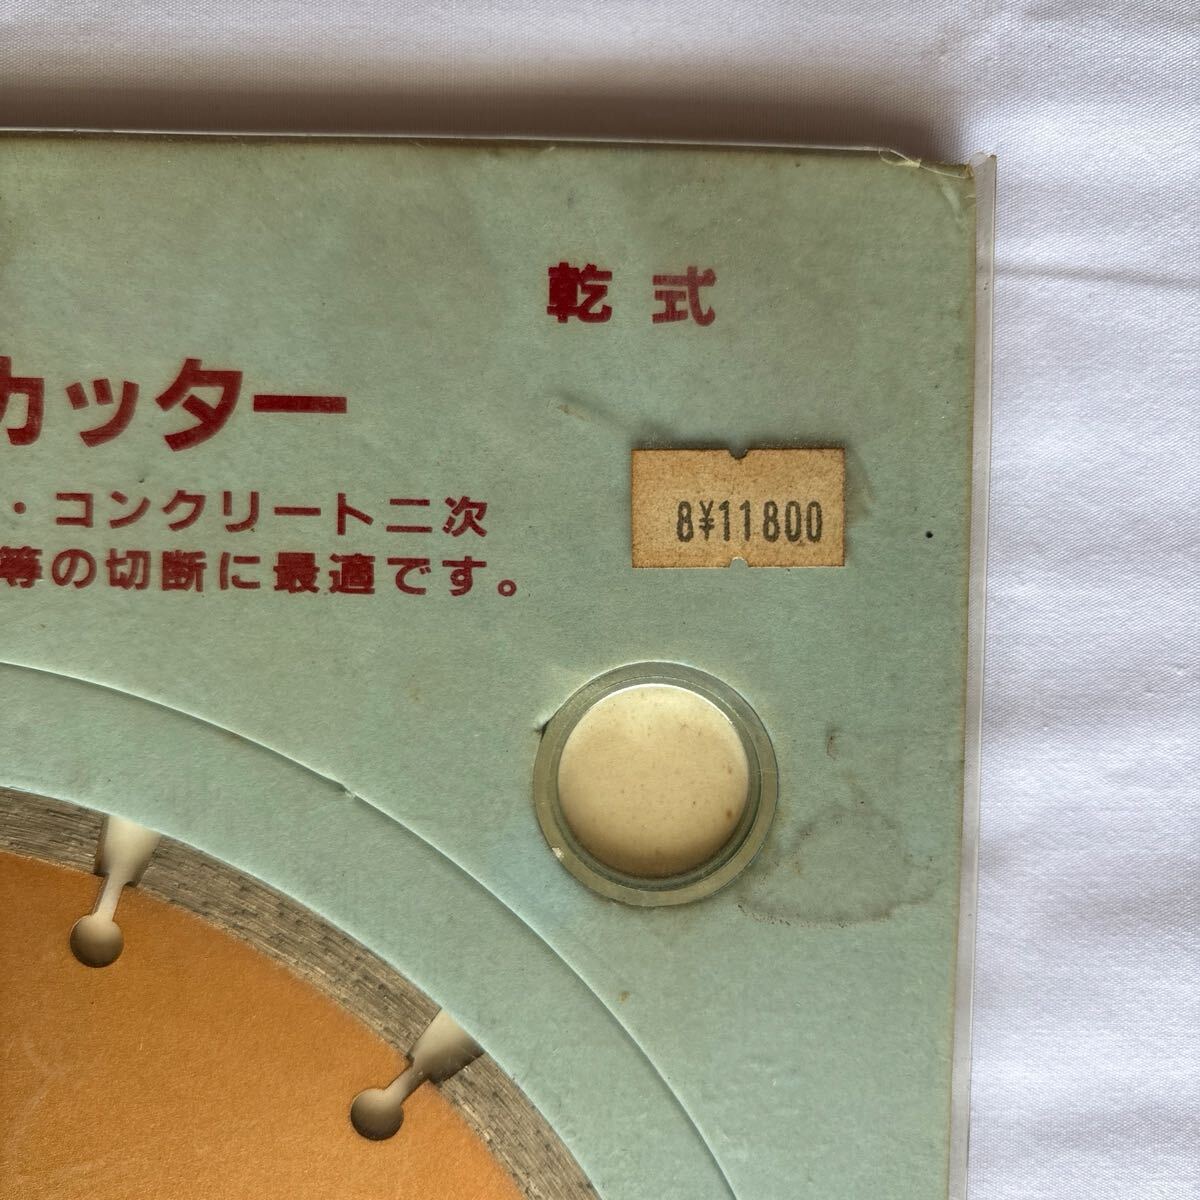 乾式
カッター
・コンクリート二次
等の切断に最適です。
8¥11800